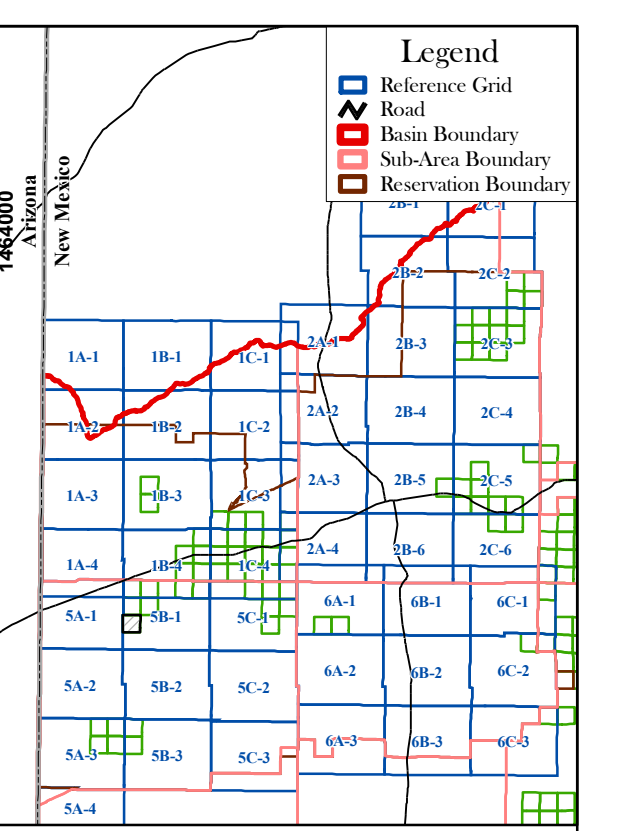 Legend
Reference Grid
Road
Basin Boundary
Sub-Area Boundary
Reservation Boundary
1464000
Arizona
New Mexico
2B-1
2C-1
2B-2
2C-2
2A-1
2B-3
2C-3
1A-1
1B-1
1C-1
2A-2
2B-4
2C-4
1A-2
1B-2
1C-2
2A-3
2B-5
2C-5
1A-3
1B-3
1C-3
2A-4
2B-6
2C-6
1A-4
1B-4
1C-4
6A-1
6B-1
6C-1
5A-1
5B-1
5C-1
6A-2
6B-2
6C-2
5A-2
5B-2
5C-2
6A-3
6B-3
6C-3
5A-3
5B-3
5C-3
5A-4